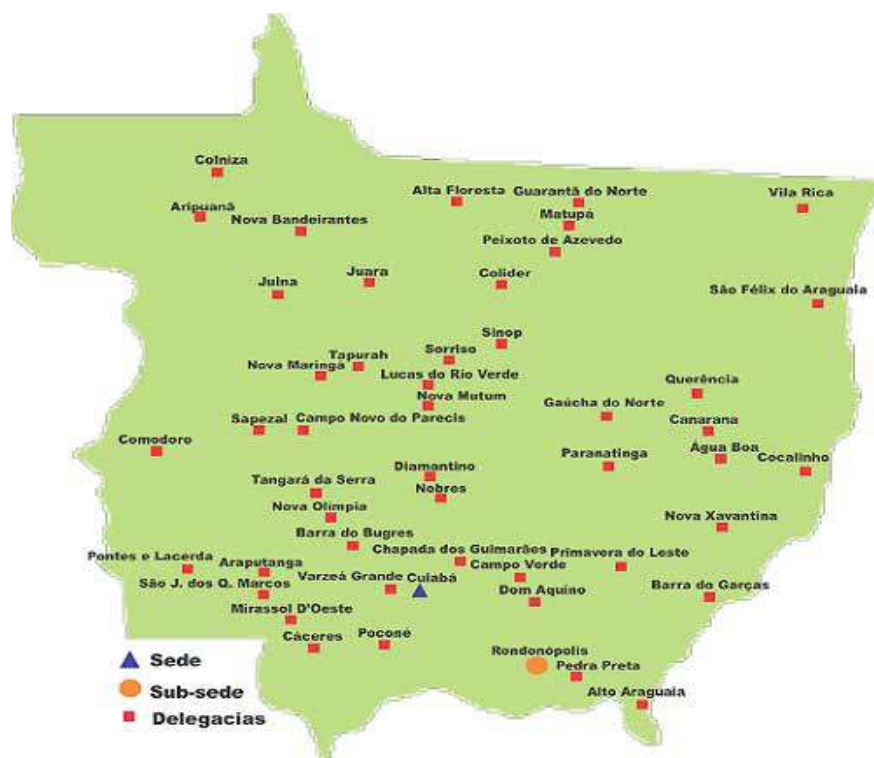 Colniza
Alta Floresta
Guarantã do Norte
Vila Rica
Aripuanã
Nova Bandeirantes
Matupá
Peixoto de Azevedo
Juina
Juara
Colider
São Félix do Araguaia
Sinop
Sorriso
Tapurah
Nova Maringá
Lucas do Rio Verde
Nova Mutum
Querência
Gaúcha do Norte
Sapezal
Campo Novo do Parecis
Canarana
Comodoro
Água Boa
Paranatinga
Cocalinho
Diamantino
Tangará da Serra
Nobres
Nova Olímpia
Nova Xavantina
Barra do Bugres
Chapada dos Guimarães
Primavera do Leste
Pontes e Lacerda
Araputanga
Campo Verde
São J. dos Q. Marcos
Varzeá Grande
Cuiabá
Dom Aquino
Barra do Garças
Mirassol D'Oeste
Cáceres
Poconé
Rondonópolis
Pedra Preta
Alto Araguaia
Sede
Sub-sede
Delegacias